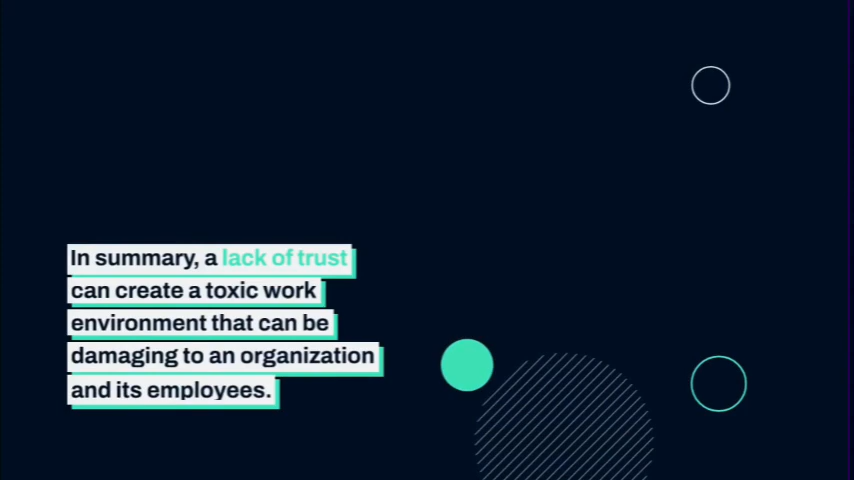 In summary, a lack of trust
can create a toxic work
environment that can be
damaging to an organization
and its employees.